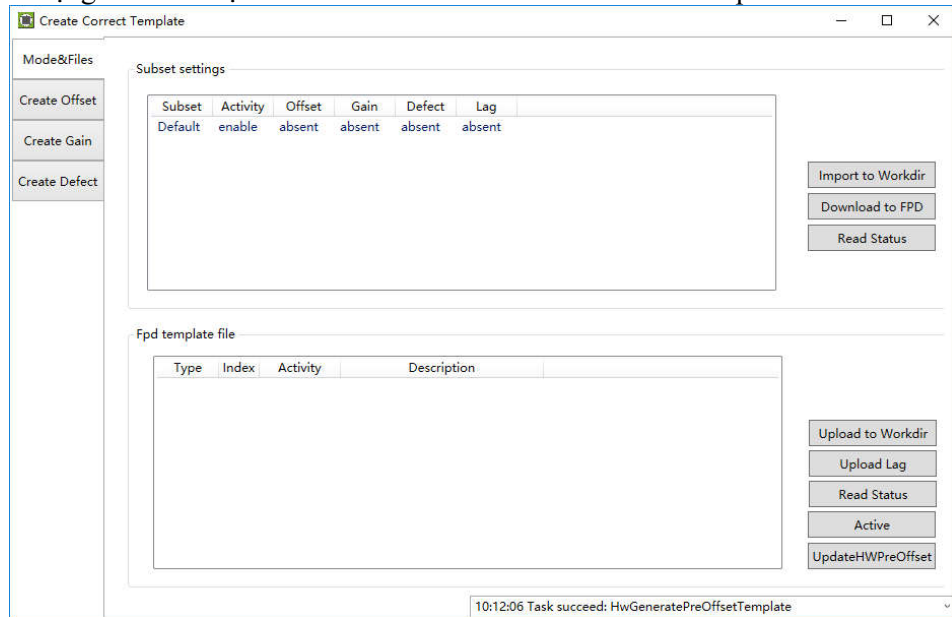 Create Correct Template
Mode&Files
Create Offset
Create Gain
Create Defect
Subset settings
Subset Activity Offset Gain Defect Lag
Default enable absent absent absent absent
Import to Workdir
Download to FPD
Read Status
Fpd template file
Type Index Activity Description
Upload to Workdir
Upload Lag
Read Status
Active
UpdateHWPreOffset
10:12:06 Task succeed: HwGeneratePreOffsetTemplate